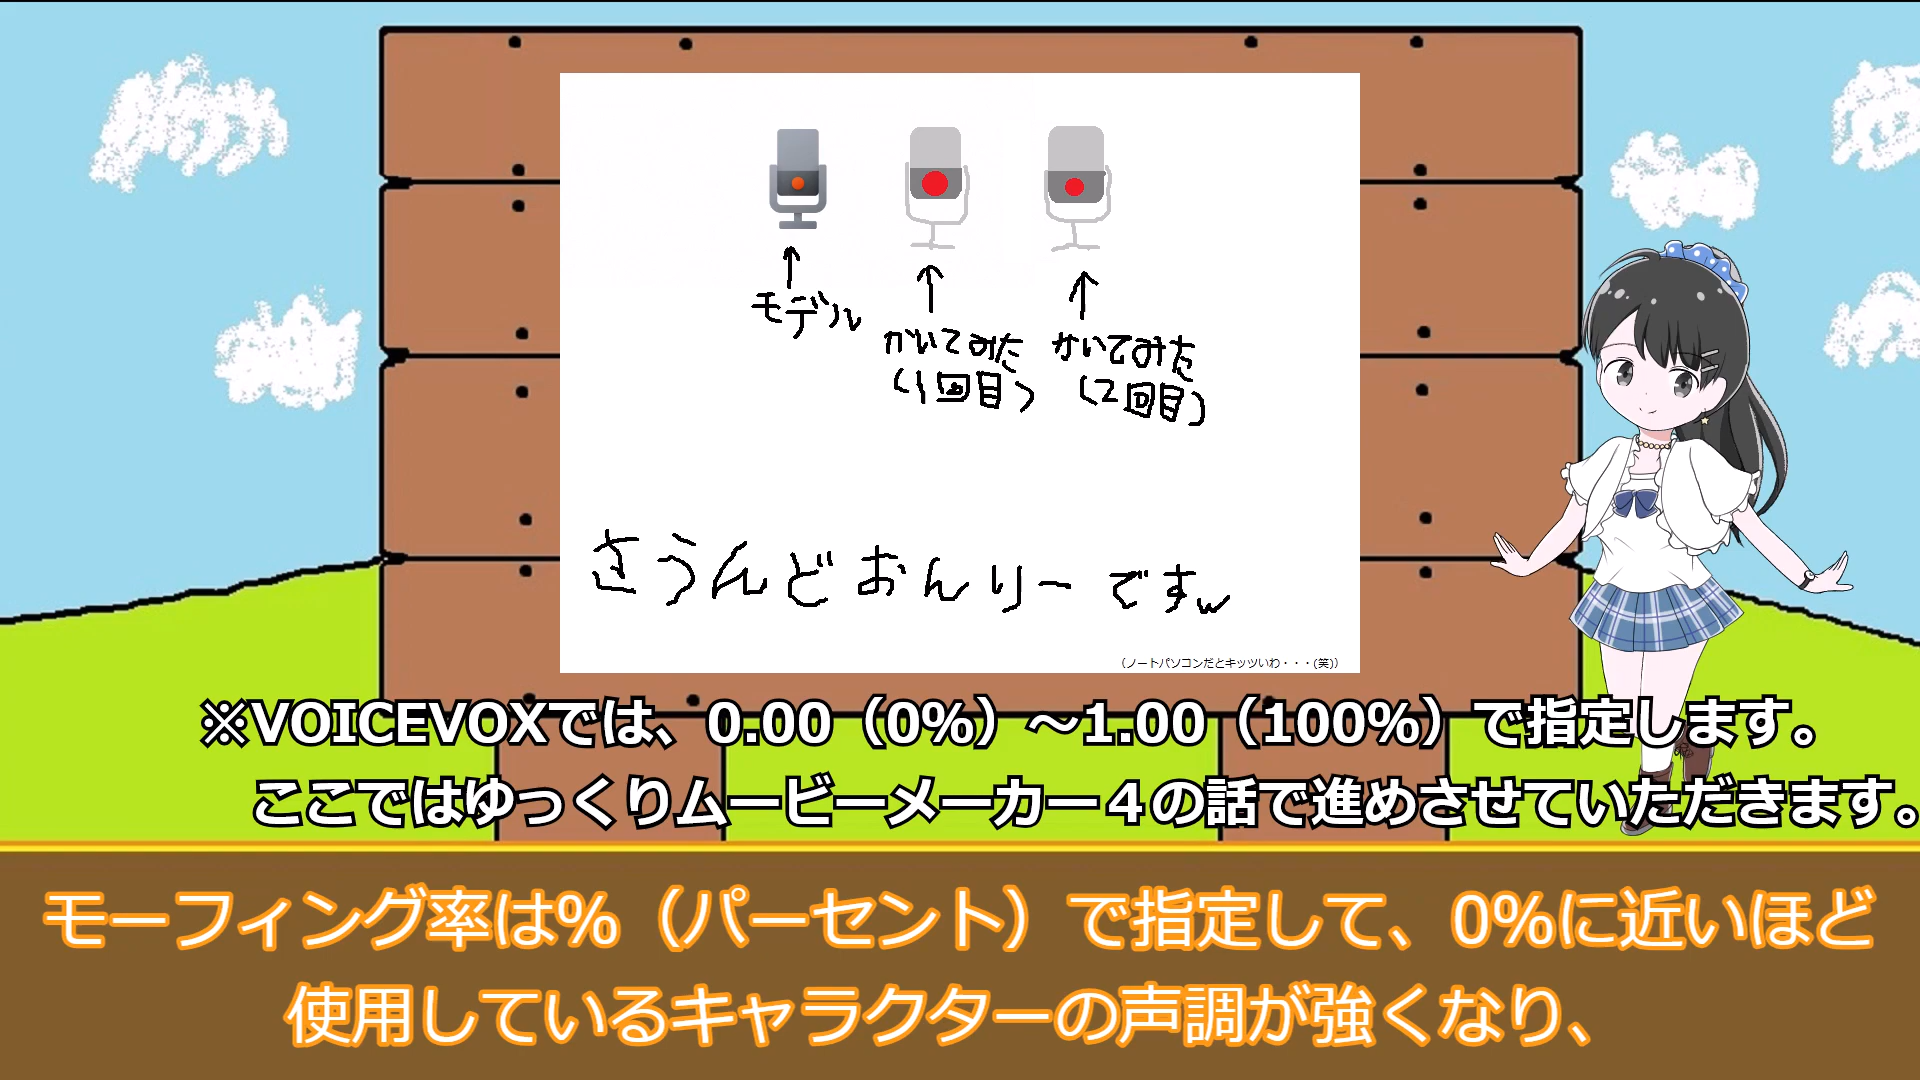 モデル
かいてみた
(1回目)
かいてみた
(2回目)
さうんどおんりーですw
（ノートパソコンだとキッツいわ・・・(笑)）
※VOICEVOXでは、0.00（0%）～1.00（100%）で指定します。
ここではゆっくりムービーメーカー４の話で進めさせていただきます。
モーフィング率は%（パーセント）で指定して、0%に近いほど
使用しているキャラクターの声調が強くなり、